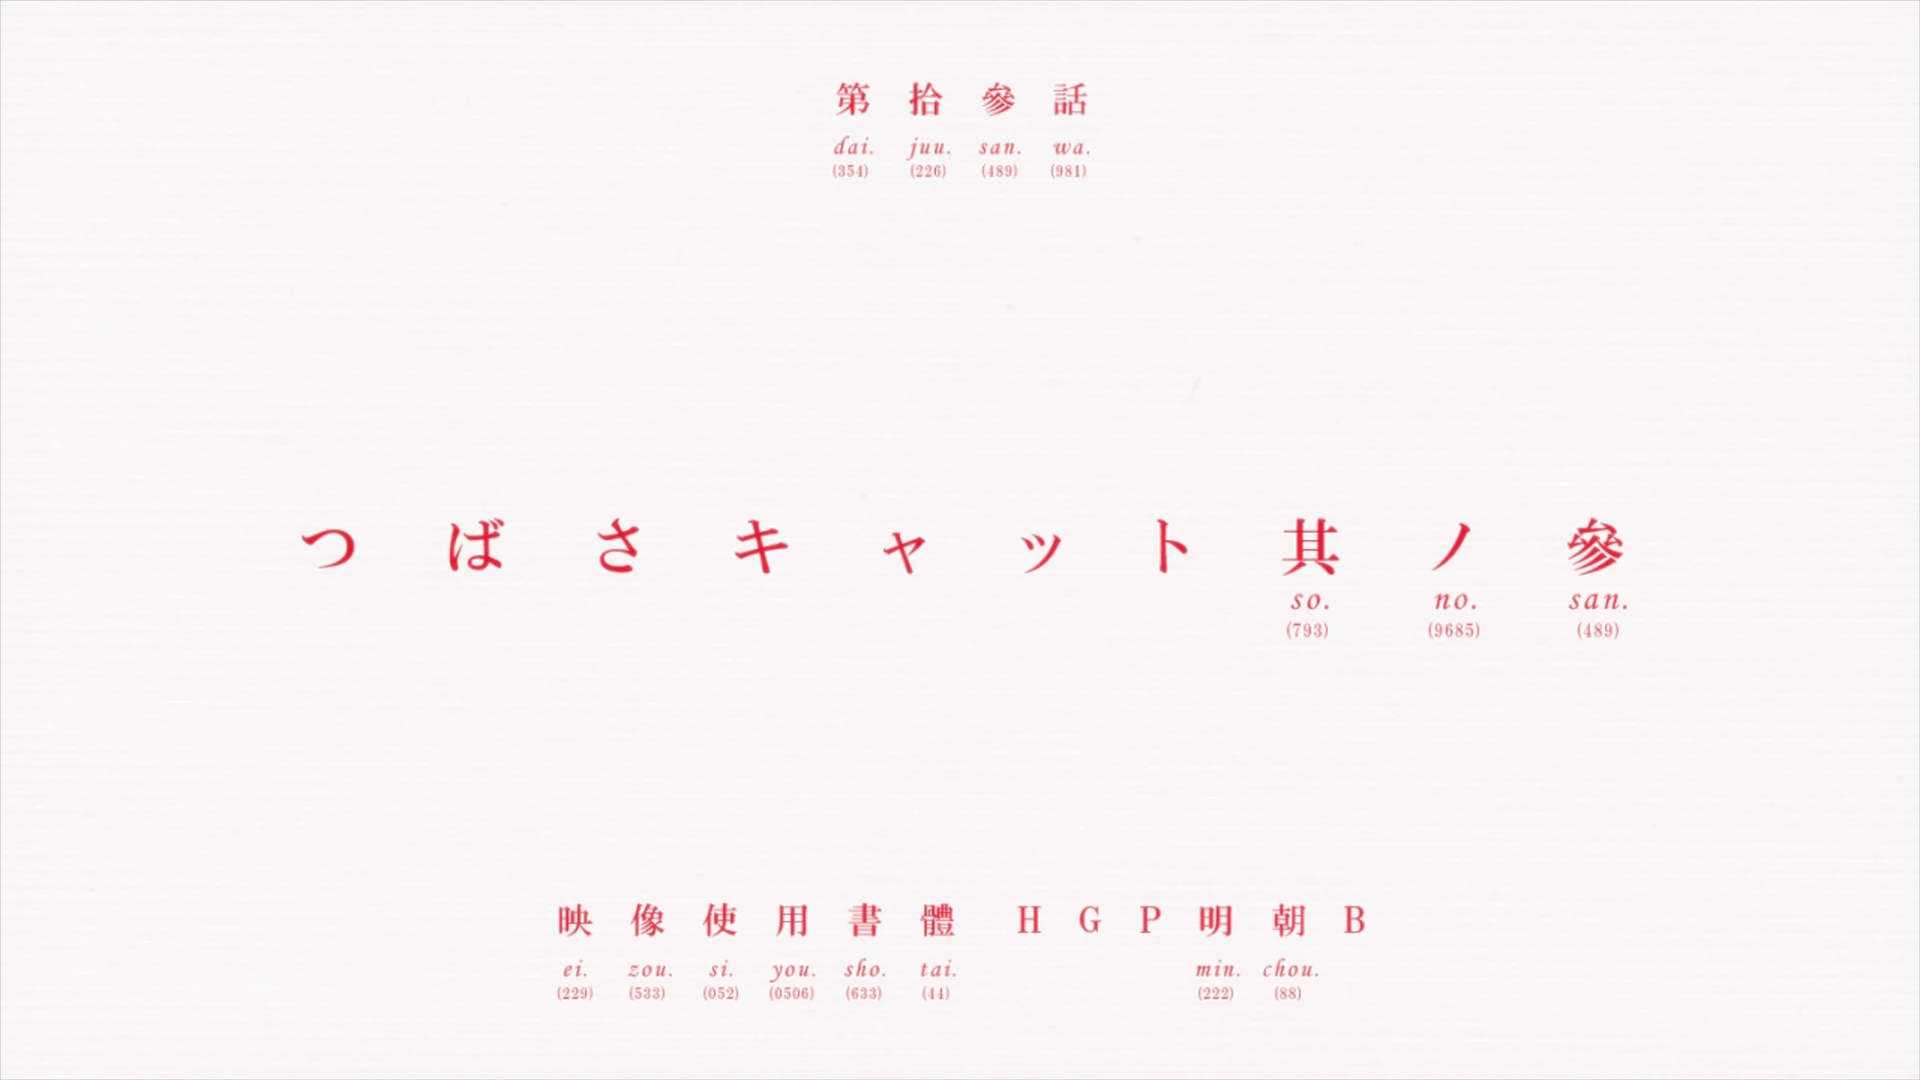 第拾參話
dai. juu. san. wa.
(354) (226) (489) (981)
つばさキャット其ノ參
so. no. san.
(793) (9685) (489)
映像使用書體 HGP明朝B
ei. zou. si. you. sho. tai. min. chou.
(229) (533) (052) (0506) (633) (44) (222) (88)